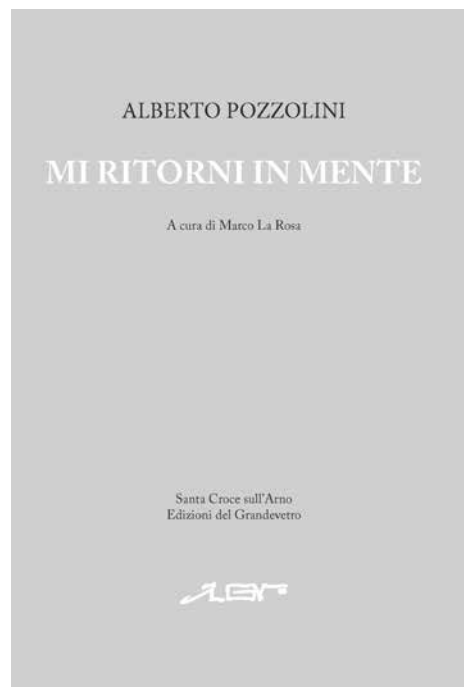 ALBERTO POZZOLINI
MI RITORNI IN MENTE
A cura di Marco La Rosa
Santa Croce sull'Arno
Edizioni del Grandevetro